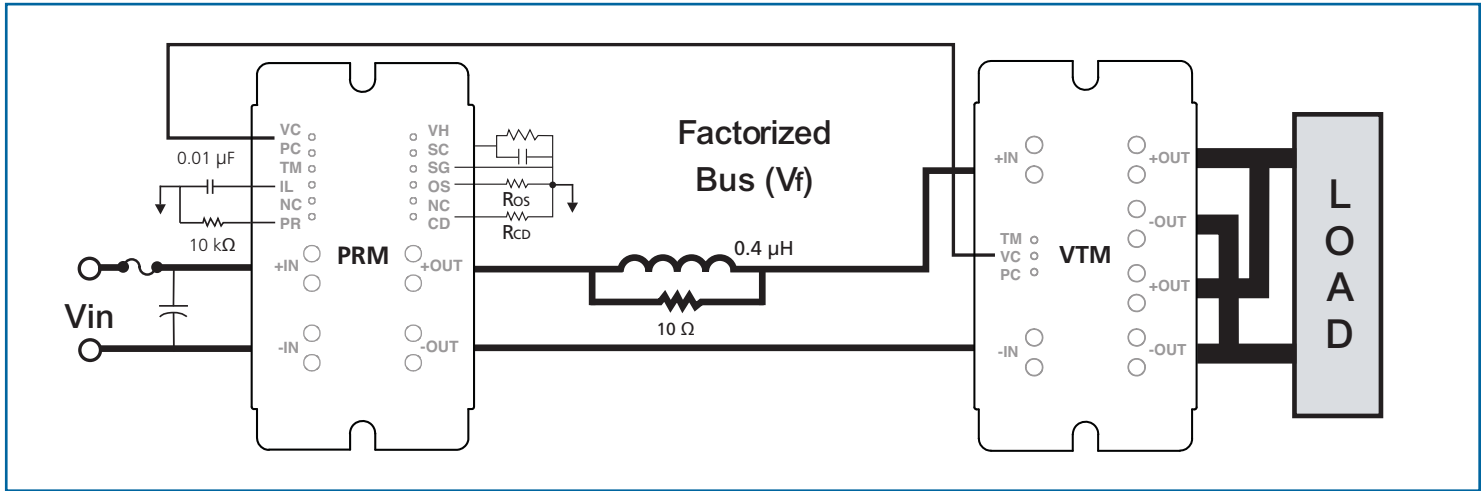 VC
PC
TM
IL
NC
PR
0.01 µF
10 kΩ
+IN
-IN
Vin
PRM
VH
SC
SG
OS
NC
CD
ROS
RCD
+OUT
-OUT
Factorized
Bus (Vf)
0.4 µH
10 Ω
+IN
TM
VC
PC
-IN
VTM
+OUT
-OUT
+OUT
-OUT
LOAD